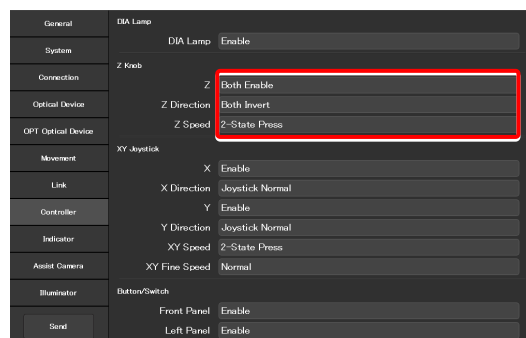 General
System
Connection
Optical Device
OPT Optical Device
Movement
Link
Controller
Indicator
Assist Camera
Illuminator
Send
DIA Lamp
DIA Lamp Enable
Z Knob
Z Both Enable
Z Direction Both Invert
Z Speed 2-State Press
XY Joystick
X Enable
X Direction Joystick Normal
Y Enable
Y Direction Joystick Normal
XY Speed 2-State Press
XY Fine Speed Normal
Button/Switch
Front Panel Enable
Left Panel Enable